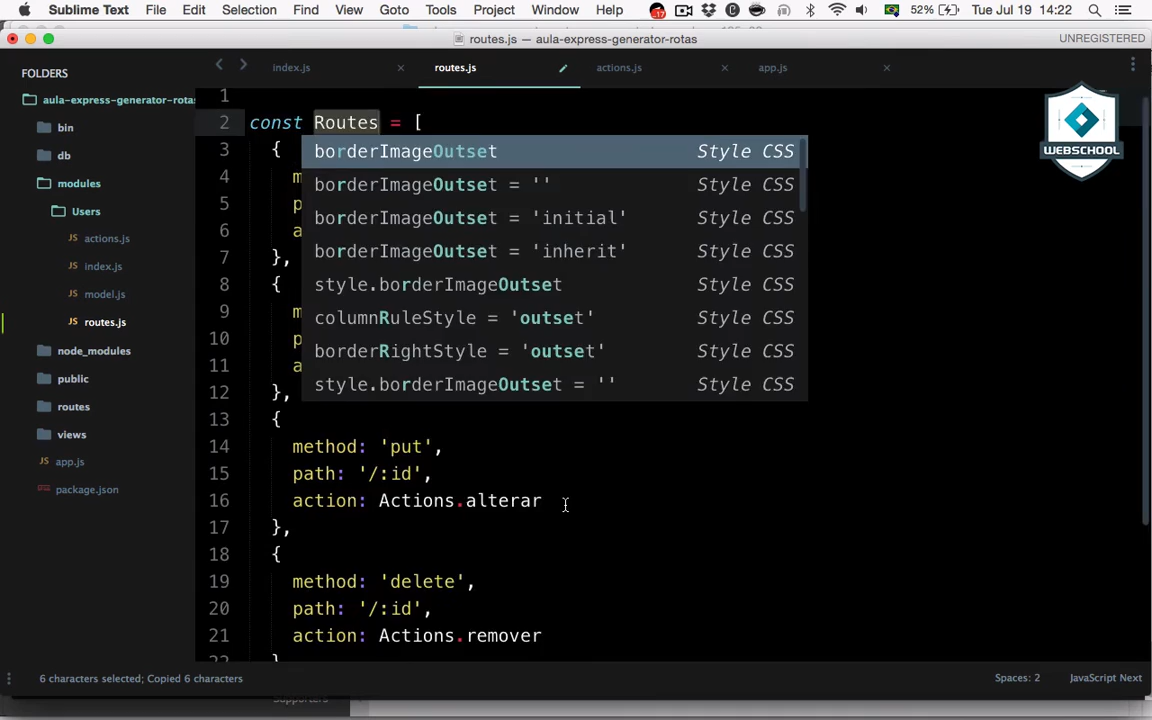 Sublime Text File Edit Selection Find View Goto Tools Project Window Help 52% Tue Jul 19 14:22
routes.js — aula-express-generator-rotas UNREGISTERED
FOLDERS
aula-express-generator-rotas
bin
db
modules
Users
actions.js
index.js
model.js
routes.js
node_modules
public
routes
views
app.js
package.json
index.js routes.js actions.js app.js
WEBSCHOOL
1
2 const Routes = [
3 {
4 m
5 p
6 a
7 },
8 {
9 m
10 p
11 a
12 },
13 {
14 method: 'put',
15 path: '/:id',
16 action: Actions.alterar
17 },
18 {
19 method: 'delete',
20 path: '/:id',
21 action: Actions.remover
22 }
borderImageOutset Style CSS
borderImageOutset = '' Style CSS
borderImageOutset = 'initial' Style CSS
borderImageOutset = 'inherit' Style CSS
style.borderImageOutset Style CSS
columnRuleStyle = 'outset' Style CSS
borderRightStyle = 'outset' Style CSS
style.borderImageOutset = '' Style CSS
6 characters selected; Copied 6 characters Spaces: 2 JavaScript Next
Supporters